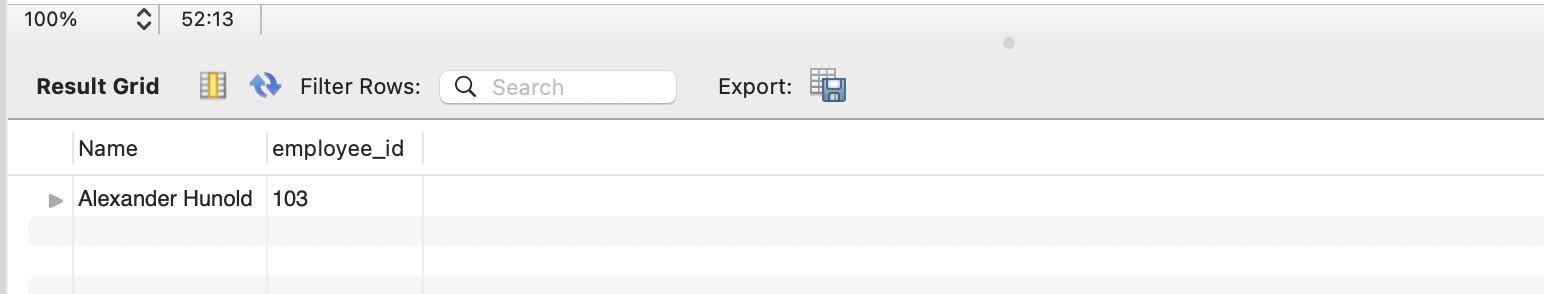 100% 52:13
Result Grid Filter Rows: Search Export:
Name employee_id
Alexander Hunold 103